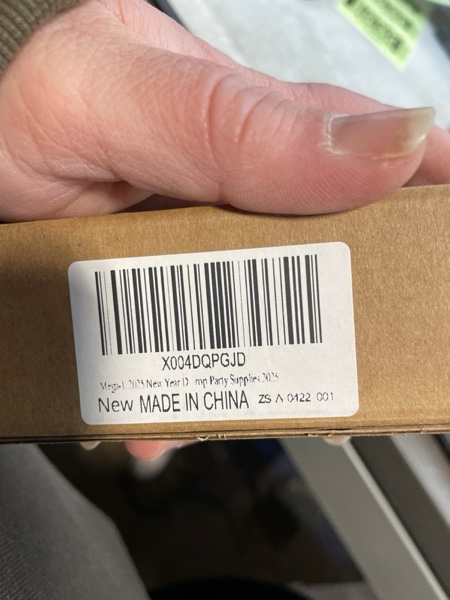 X004DQPGJD
2025 New Year Party Supplies 2025
New MADE IN CHINA ZS A 0422 001